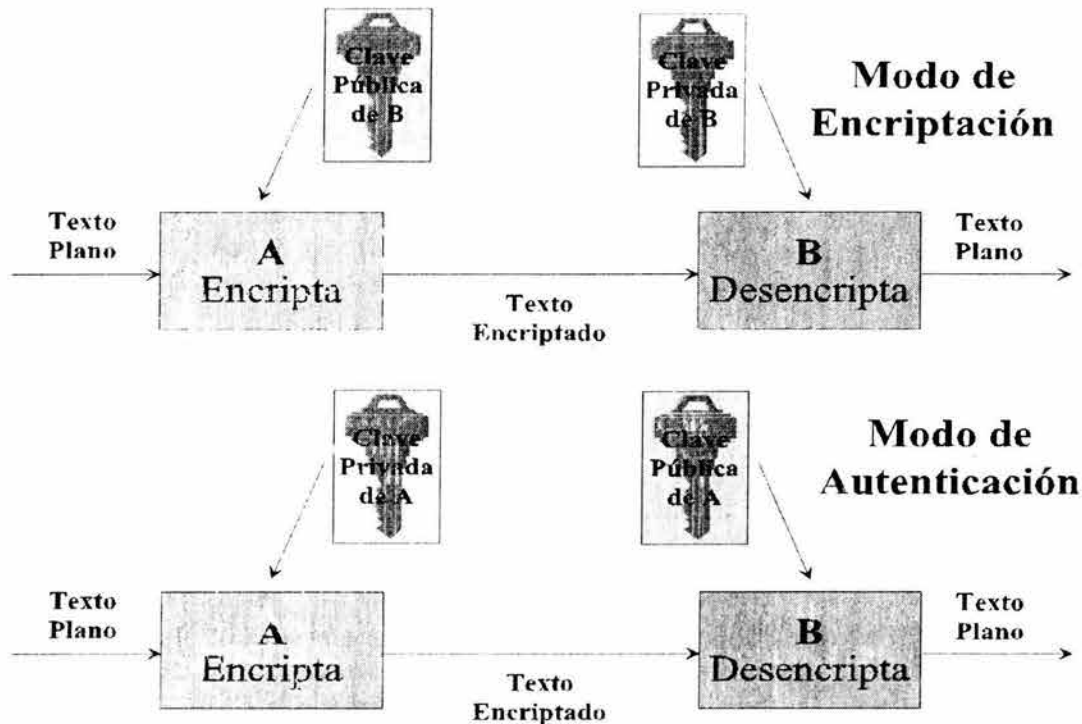 Clave
Pública
de B
Clave
Privada
de B
Modo de
Encriptación
Texto
Plano
A
Encripta
Texto
Encriptado
B
Desencripta
Texto
Plano
Clave
Privada
de A
Clave
Pública
de A
Modo de
Autenticación
Texto
Plano
A
Encripta
Texto
Encriptado
B
Desencripta
Texto
Plano